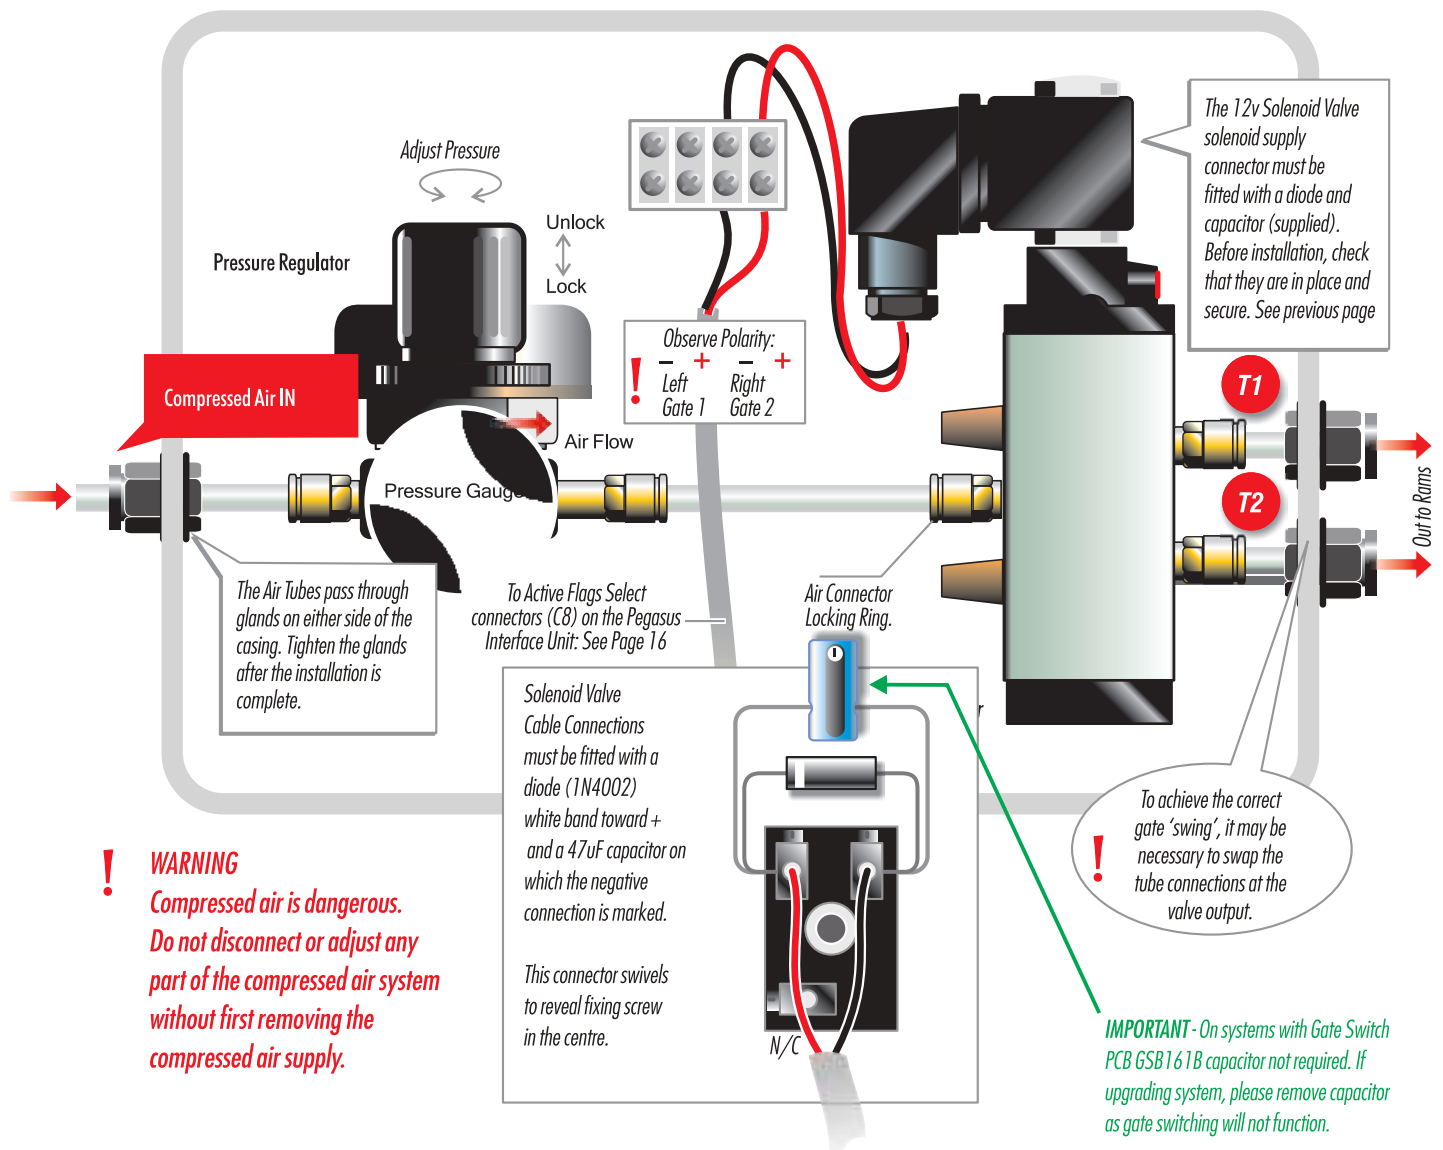 Adjust Pressure
Unlock
Lock
Pressure Regulator
Compressed Air IN
Air Flow
Pressure Gauge
Observe Polarity:
! – + – +
Left Right
Gate 1 Gate 2
The 12v Solenoid Valve
solenoid supply
connector must be
fitted with a diode and
capacitor (supplied).
Before installation, check
that they are in place and
secure. See previous page
T1
T2
Out to Rams
The Air Tubes pass through
glands on either side of the
casing. Tighten the glands
after the installation is
complete.
To Active Flags Select
connectors (C8) on the Pegasus
Interface Unit: See Page 16
Air Connector
Locking Ring.
Solenoid Valve
Cable Connections
must be fitted with a
diode (1N4002)
white band toward +
and a 47uF capacitor on
which the negative
connection is marked.
This connector swivels
to reveal fixing screw
in the centre.
N/C
r
To achieve the correct
gate ‘swing’, it may be
! necessary to swap the
tube connections at the
valve output.
! WARNING
Compressed air is dangerous.
Do not disconnect or adjust any
part of the compressed air system
without first removing the
compressed air supply.
IMPORTANT - On systems with Gate Switch
PCB GSB161B capacitor not required. If
upgrading system, please remove capacitor
as gate switching will not function.